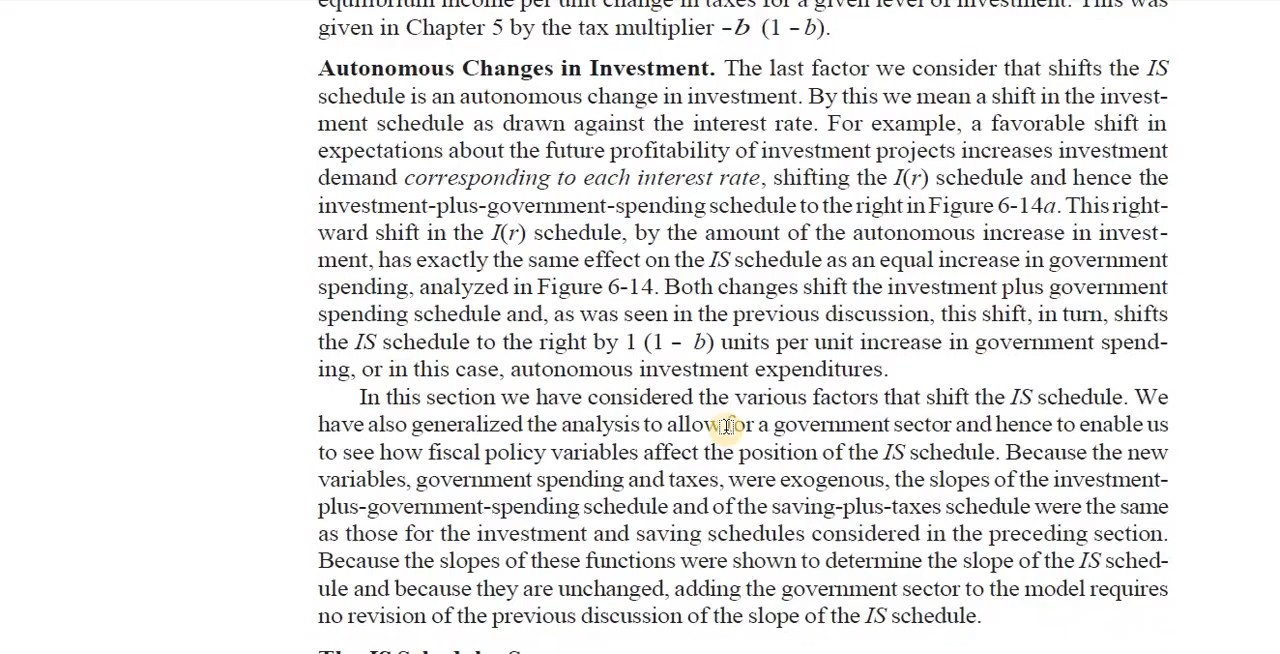 equilibrium income per unit change in taxes for a given level of investment. This was
given in Chapter 5 by the tax multiplier –b (1 – b).
Autonomous Changes in Investment. The last factor we consider that shifts the IS
schedule is an autonomous change in investment. By this we mean a shift in the invest-
ment schedule as drawn against the interest rate. For example, a favorable shift in
expectations about the future profitability of investment projects increases investment
demand corresponding to each interest rate, shifting the I(r) schedule and hence the
investment-plus-government-spending schedule to the right in Figure 6-14a. This right-
ward shift in the I(r) schedule, by the amount of the autonomous increase in invest-
ment, has exactly the same effect on the IS schedule as an equal increase in government
spending, analyzed in Figure 6-14. Both changes shift the investment plus government
spending schedule and, as was seen in the previous discussion, this shift, in turn, shifts
the IS schedule to the right by 1 (1 – b) units per unit increase in government spend-
ing, or in this case, autonomous investment expenditures.
In this section we have considered the various factors that shift the IS schedule. We
have also generalized the analysis to allow for a government sector and hence to enable us
to see how fiscal policy variables affect the position of the IS schedule. Because the new
variables, government spending and taxes, were exogenous, the slopes of the investment-
plus-government-spending schedule and of the saving-plus-taxes schedule were the same
as those for the investment and saving schedules considered in the preceding section.
Because the slopes of these functions were shown to determine the slope of the IS sched-
ule and because they are unchanged, adding the government sector to the model requires
no revision of the previous discussion of the slope of the IS schedule.